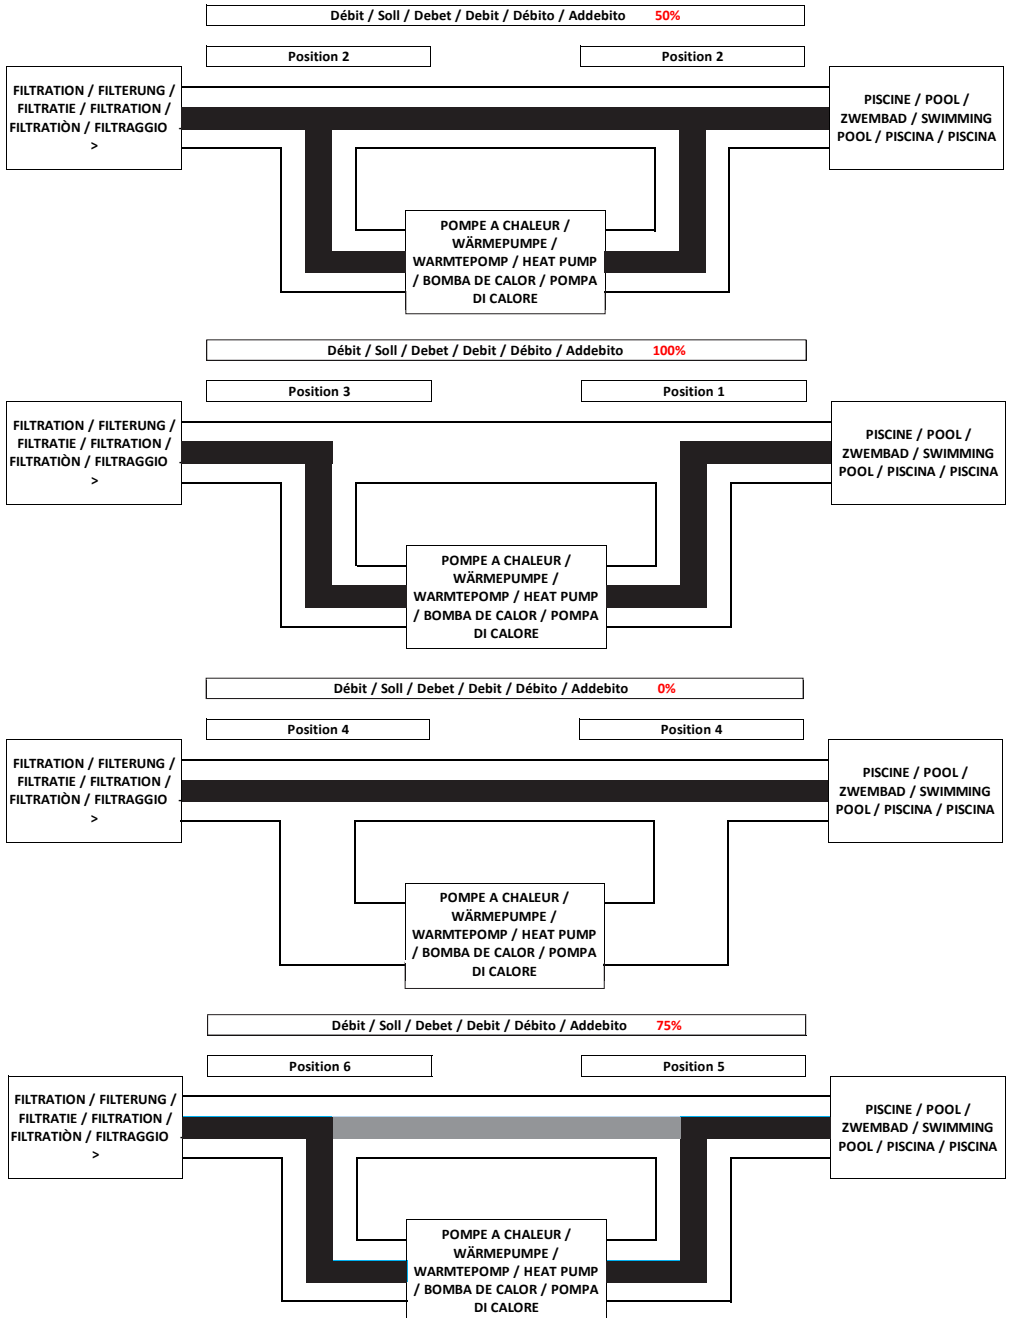 Débit / Soll / Debet / Debit / Débito / Addebito 50%
Position 2
Position 2
FILTRATION / FILTERUNG /
FILTRATIE / FILTRATION /
FILTRATIÒN / FILTRAGGIO
>
PISCINE / POOL /
ZWEMBAD / SWIMMING
POOL / PISCINA / PISCINA
POMPE A CHALEUR /
WÄRMEPUMPE /
WARMTEPOMP / HEAT PUMP
/ BOMBA DE CALOR / POMPA
DI CALORE
Débit / Soll / Debet / Debit / Débito / Addebito 100%
Position 3
Position 1
FILTRATION / FILTERUNG /
FILTRATIE / FILTRATION /
FILTRATIÒN / FILTRAGGIO
>
PISCINE / POOL /
ZWEMBAD / SWIMMING
POOL / PISCINA / PISCINA
POMPE A CHALEUR /
WÄRMEPUMPE /
WARMTEPOMP / HEAT PUMP
/ BOMBA DE CALOR / POMPA
DI CALORE
Débit / Soll / Debet / Debit / Débito / Addebito 0%
Position 4
Position 4
FILTRATION / FILTERUNG /
FILTRATIE / FILTRATION /
FILTRATIÒN / FILTRAGGIO
>
PISCINE / POOL /
ZWEMBAD / SWIMMING
POOL / PISCINA / PISCINA
POMPE A CHALEUR /
WÄRMEPUMPE /
WARMTEPOMP / HEAT PUMP
/ BOMBA DE CALOR / POMPA
DI CALORE
Débit / Soll / Debet / Debit / Débito / Addebito 75%
Position 6
Position 5
FILTRATION / FILTERUNG /
FILTRATIE / FILTRATION /
FILTRATIÒN / FILTRAGGIO
>
PISCINE / POOL /
ZWEMBAD / SWIMMING
POOL / PISCINA / PISCINA
POMPE A CHALEUR /
WÄRMEPUMPE /
WARMTEPOMP / HEAT PUMP
/ BOMBA DE CALOR / POMPA
DI CALORE